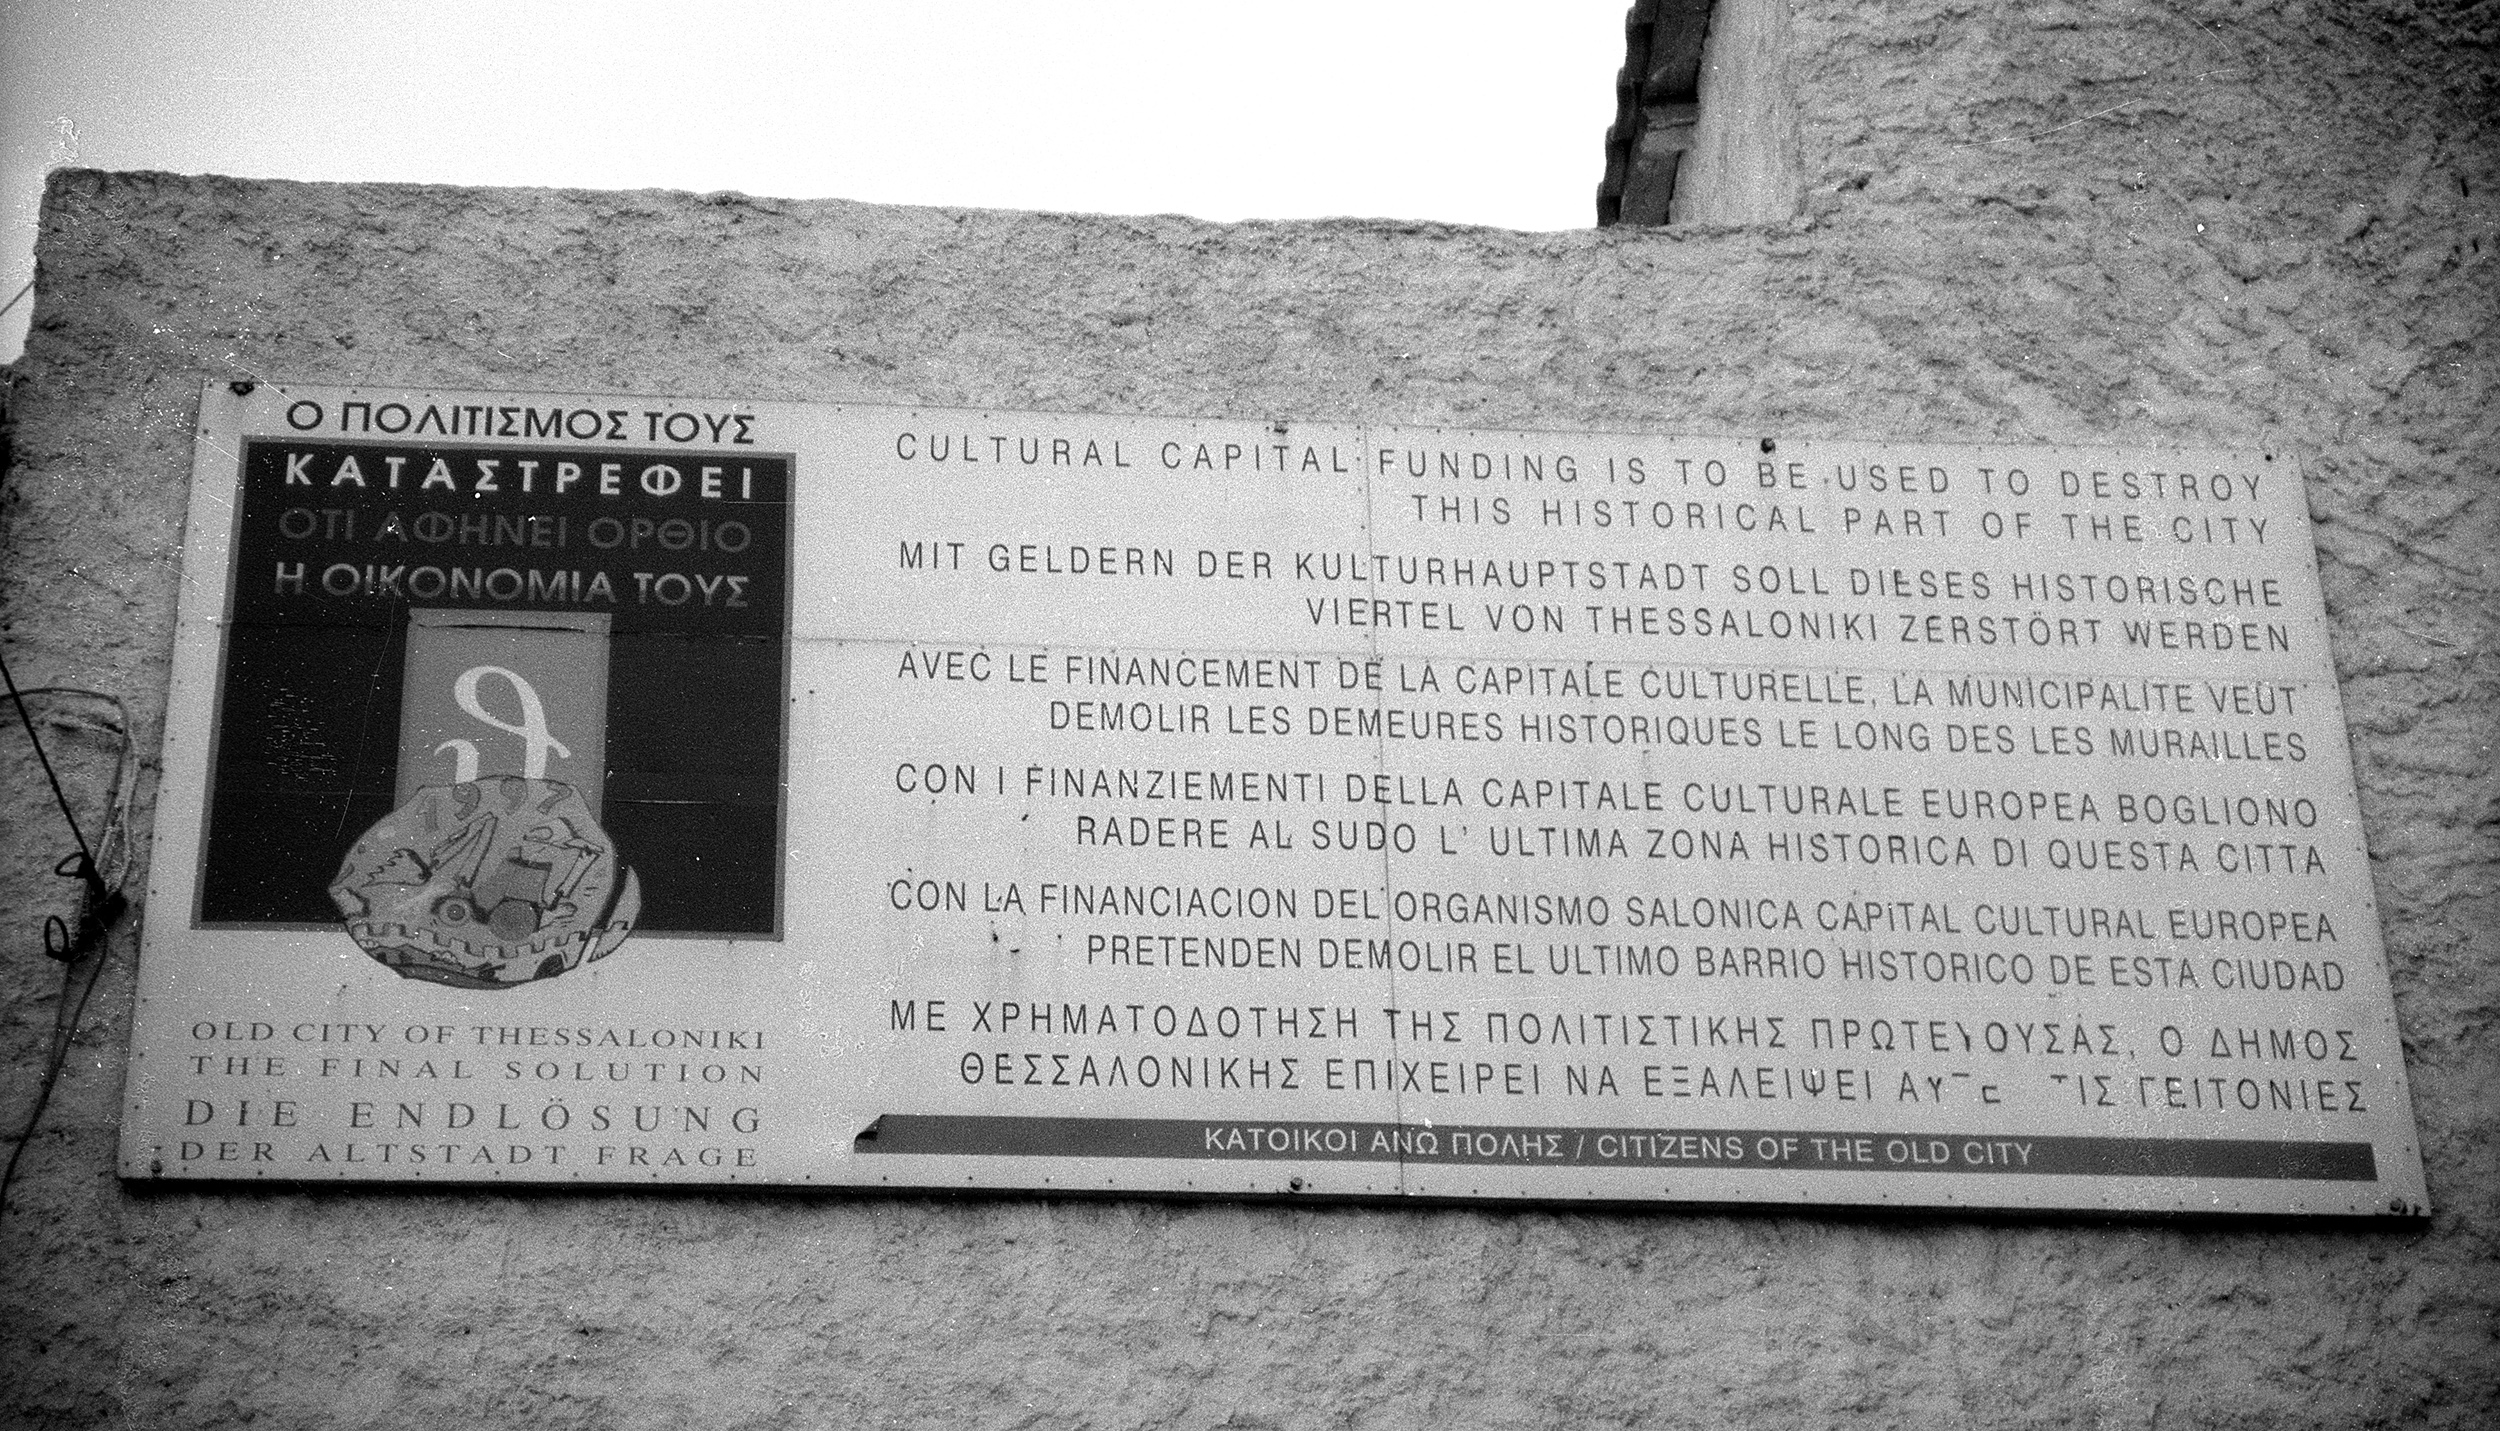 Ο ΠΟΛΙΤΙΣΜΟΣ ΤΟΥΣ
ΚΑΤΑΣΤΡΕΦΕΙ
ΟΤΙ ΑΦΗΝΕΙ ΟΡΘΙΟ
Η ΟΙΚΟΝΟΜΙΑ ΤΟΥΣ
1997
OLD CITY OF THESSALONIKI
THE FINAL SOLUTION
DIE ENDLÖSUNG
DER ALTSTADT FRAGE
CULTURAL CAPITAL FUNDING IS TO BE USED TO DESTROY
THIS HISTORICAL PART OF THE CITY
MIT GELDERN DER KULTURHAUPTSTADT SOLL DIESES HISTORISCHE
VIERTEL VON THESSALONIKI ZERSTÖRT WERDEN
AVEC LE FINANCEMENT DE LA CAPITALE CULTURELLE, LA MUNICIPALITE VEUT
DEMOLIR LES DEMEURES HISTORIQUES LE LONG DES LES MURAILLES
CON I FINANZIEMENTI DELLA CAPITALE CULTURALE EUROPEA BOGLIONO
RADERE AL SUDO L' ULTIMA ZONA HISTORICA DI QUESTA CITTA
CON LA FINANCIACION DEL ORGANISMO SALONICA CAPITAL CULTURAL EUROPEA
PRETENDEN DEMOLIR EL ULTIMO BARRIO HISTORICO DE ESTA CIUDAD
ΜΕ ΧΡΗΜΑΤΟΔΟΤΗΣΗ ΤΗΣ ΠΟΛΙΤΙΣΤΙΚΗΣ ΠΡΩΤΕΥΟΥΣΑΣ, Ο ΔΗΜΟΣ
ΘΕΣΣΑΛΟΝΙΚΗΣ ΕΠΙΧΕΙΡΕΙ ΝΑ ΕΞΑΛΕΙΨΕΙ ΤΙΣ ΓΕΙΤΟΝΙΕΣ
ΚΑΤΟΙΚΟΙ ΑΝΩ ΠΟΛΗΣ / CITIZENS OF THE OLD CITY